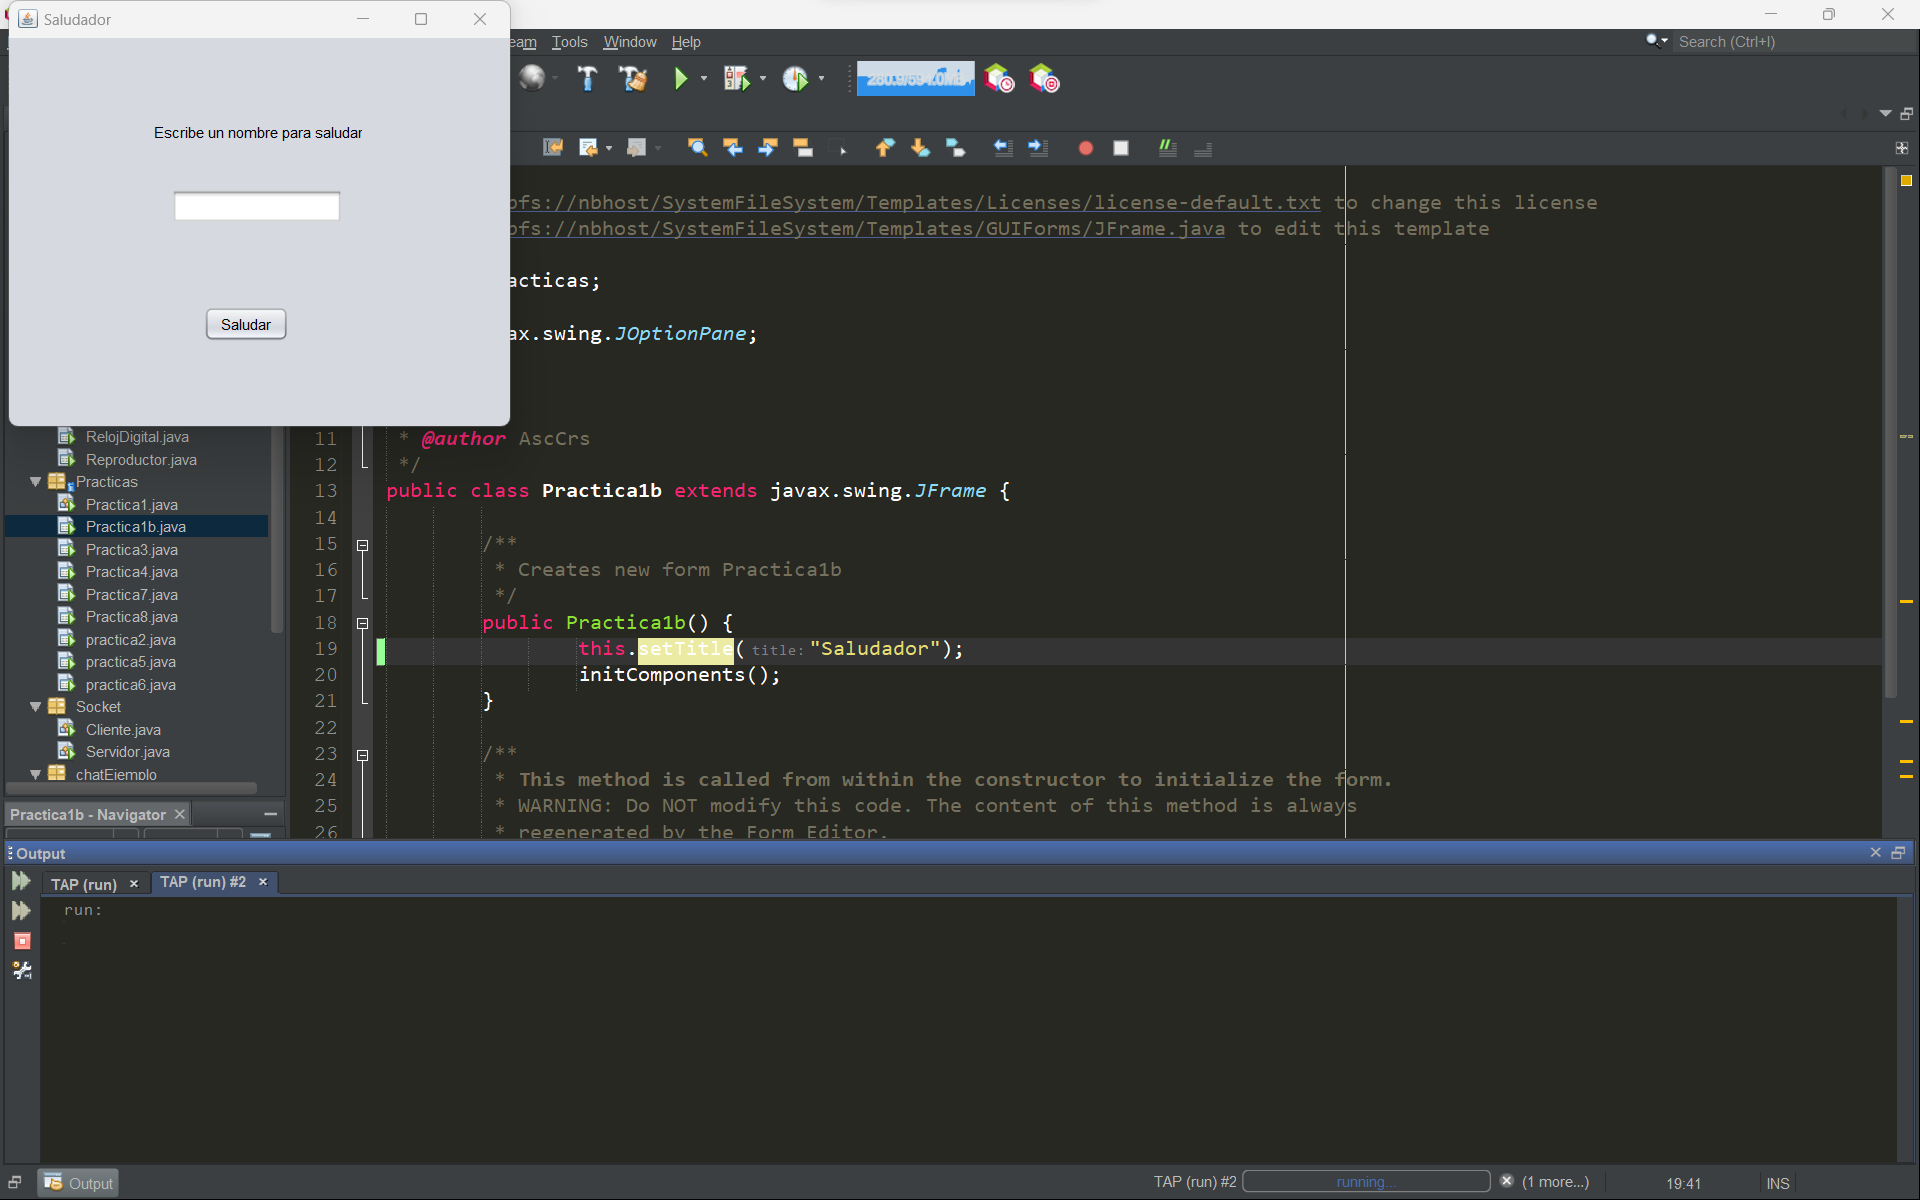 Saludador
Escribe un nombre para saludar
Saludar
eam Tools Window Help
Search (Ctrl+I)
ofs://nbhost/SystemFileSystem/Templates/Licenses/license-default.txt to change this license
ofs://nbhost/SystemFileSystem/Templates/GUIForms/JFrame.java to edit this template
acticas;
ax.swing.JOptionPane;
RelojDigital.java
Reproductor.java
Practicas
Practica1.java
Practica1b.java
Practica3.java
Practica4.java
Practica7.java
Practica8.java
practica2.java
practica5.java
practica6.java
Socket
Cliente.java
Servidor.java
chatEjemplo
Practica1b - Navigator
11 * @author AscCrs
12 */
13 public class Practica1b extends javax.swing.JFrame {
14
15 /**
16 * Creates new form Practica1b
17 */
18 public Practica1b() {
19 this.setTitle( title: "Saludador");
20 initComponents();
21 }
22
23 /**
24 * This method is called from within the constructor to initialize the form.
25 * WARNING: Do NOT modify this code. The content of this method is always
26 * regenerated by the Form Editor.
Output
TAP (run) TAP (run) #2
run:
Output
TAP (run) #2 running... (1 more...) 19:41 INS